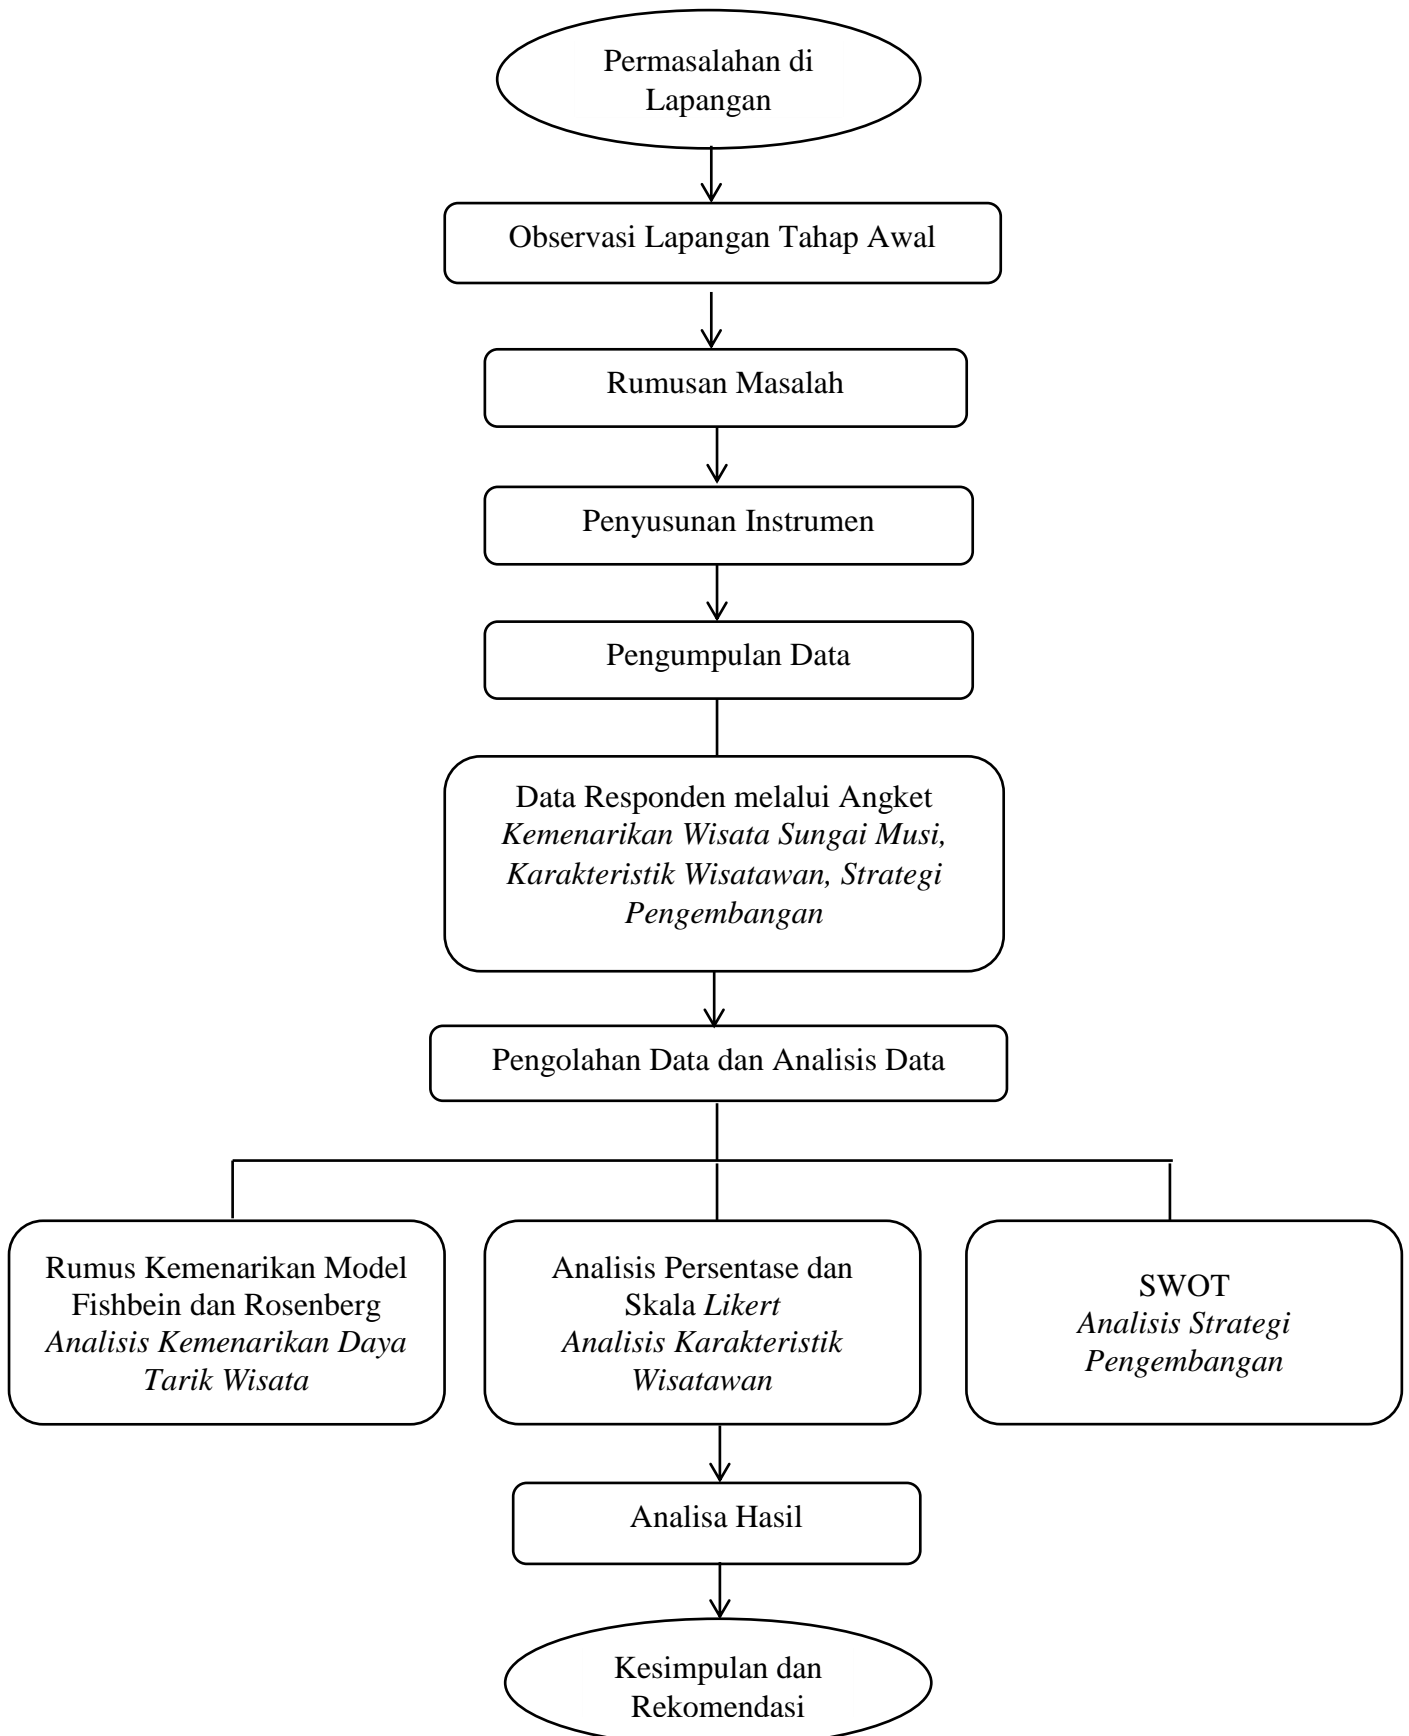 Permasalahan di
Lapangan
Observasi Lapangan Tahap Awal
Rumusan Masalah
Penyusunan Instrumen
Pengumpulan Data
Data Responden melalui Angket
Kemenarikan Wisata Sungai Musi,
Karakteristik Wisatawan, Strategi
Pengembangan
Pengolahan Data dan Analisis Data
Rumus Kemenarikan Model
Fishbein dan Rosenberg
Analisis Kemenarikan Daya
Tarik Wisata
Analisis Persentase dan
Skala Likert
Analisis Karakteristik
Wisatawan
SWOT
Analisis Strategi
Pengembangan
Analisa Hasil
Kesimpulan dan
Rekomendasi